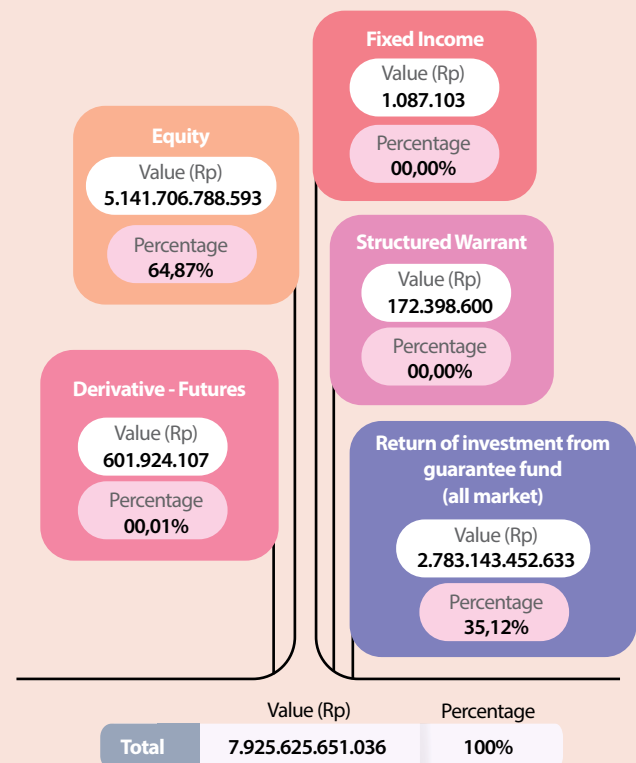 Fixed Income
Value (Rp)
1.087.103
Percentage
00,00%
Equity
Value (Rp)
5.141.706.788.593
Percentage
64,87%
Structured Warrant
Value (Rp)
172.398.600
Percentage
00,00%
Derivative - Futures
Value (Rp)
601.924.107
Percentage
00,01%
Return of investment from
guarantee fund
(all market)
Value (Rp)
2.783.143.452.633
Percentage
35,12%
Value (Rp) Percentage
Total 7.925.625.651.036 100%